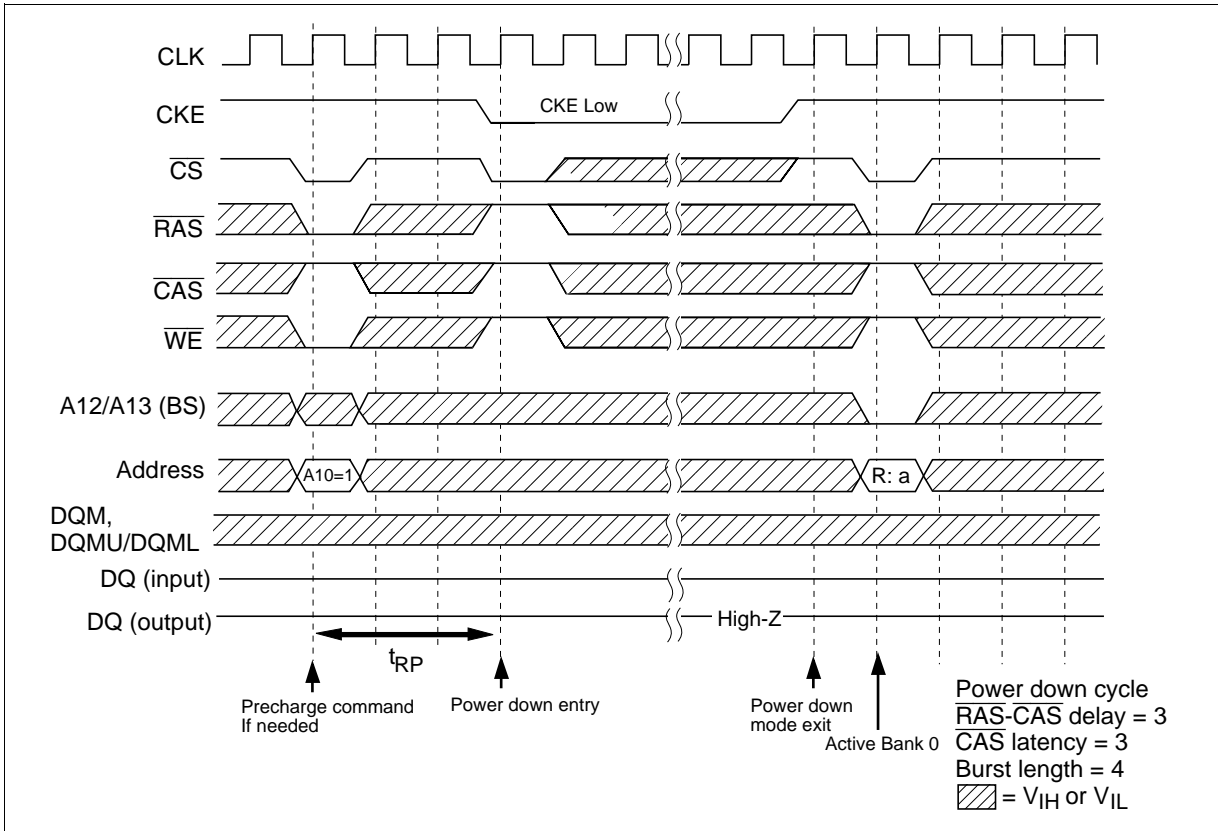 CLK
CKE
CKE Low
CS
RAS
CAS
WE
A12/A13 (BS)
Address
A10=1
R: a
DQM,
DQMU/DQML
DQ (input)
DQ (output)
High-Z
tRP
Precharge command
If needed
Power down entry
Power down
mode exit
Active Bank 0
Power down cycle
RAS-CAS delay = 3
CAS latency = 3
Burst length = 4
= VIH or VIL